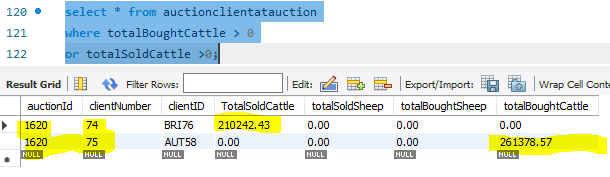 120 select * from auctionclientatauction
121 where totalBoughtCattle > 0
122 or totalSoldCattle >0;
Result Grid Filter Rows: Edit: Export/Import: Wrap Cell Conte
auctionId clientNumber clientID TotalSoldCattle totalSoldSheep totalBoughtSheep totalBoughtCattle
1620 74 BRI76 210242.43 0.00 0.00 0.00
1620 75 AUT58 0.00 0.00 0.00 261378.57
NULL NULL NULL NULL NULL NULL NULL